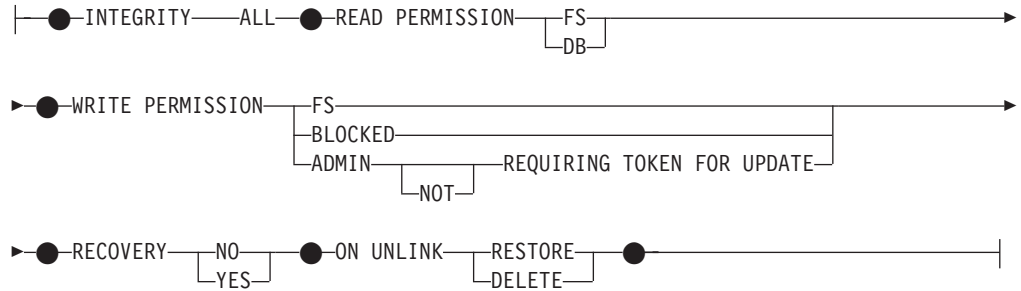 INTEGRITY ALL READ PERMISSION FS
DB
WRITE PERMISSION FS
BLOCKED
ADMIN REQUIRING TOKEN FOR UPDATE
NOT
RECOVERY NO ON UNLINK RESTORE
YES DELETE